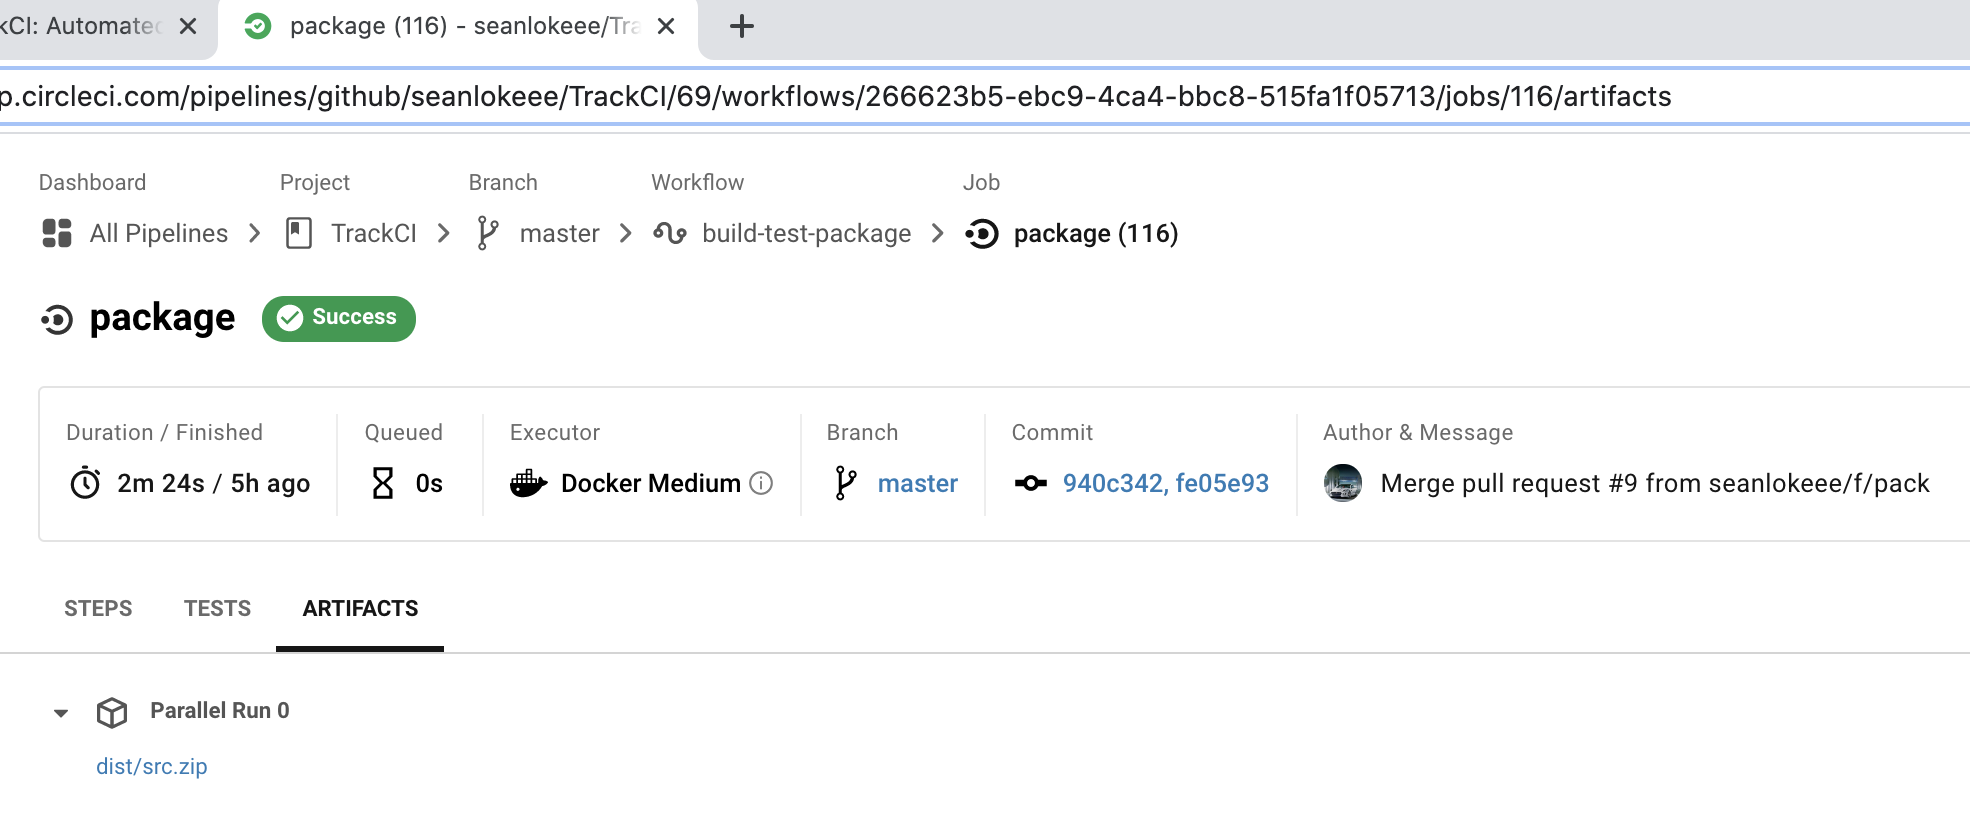 kCI: Automated
package (116) - seanlokeee/Tra
p.circleci.com/pipelines/github/seanlokeee/TrackCI/69/workflows/266623b5-ebc9-4ca4-bbc8-515fa1f05713/jobs/116/artifacts
Dashboard Project Branch Workflow Job
All Pipelines TrackCI master build-test-package package (116)
package Success
Duration / Finished Queued Executor Branch Commit Author & Message
2m 24s / 5h ago 0s Docker Medium master 940c342, fe05e93 Merge pull request #9 from seanlokeee/f/pack
STEPS TESTS ARTIFACTS
Parallel Run 0
dist/src.zip